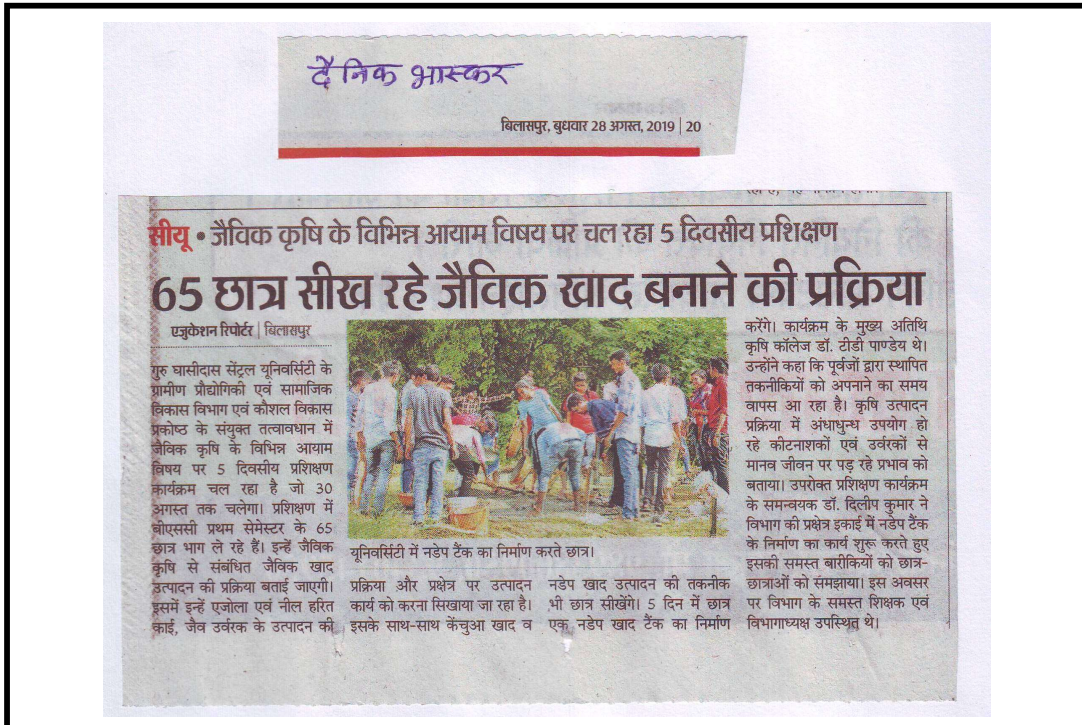 दैनिक भास्कर
बिलासपुर, बुधवार 28 अगस्त, 2019 | 20
सीयू • जैविक कृषि के विभिन्न आयाम विषय पर चल रहा 5 दिवसीय प्रशिक्षण
65 छात्र सीख रहे जैविक खाद बनाने की प्रक्रिया
एजुकेशन रिपोर्टर | बिलासपुर
गुरु घासीदास सेंट्रल यूनिवर्सिटी के
ग्रामीण प्रौद्योगिकी एवं सामाजिक
विकास विभाग एवं कौशल विकास
प्रकोष्ठ के संयुक्त तत्वावधान में
जैविक कृषि के विभिन्न आयाम
विषय पर 5 दिवसीय प्रशिक्षण
कार्यक्रम चल रहा है जो 30
अगस्त तक चलेगा। प्रशिक्षण में
बीएससी प्रथम सेमेस्टर के 65
छात्र भाग ले रहे हैं। इन्हें जैविक
कृषि से संबंधित जैविक खाद
उत्पादन की प्रक्रिया बताई जाएगी।
इसमें इन्हें एजोला एवं नील हरित
काई, जैव उर्वरक के उत्पादन की
यूनिवर्सिटी में नडेप टैंक का निर्माण करते छात्र।
प्रक्रिया और प्रक्षेत्र पर उत्पादन
कार्य को करना सिखाया जा रहा है।
इसके साथ-साथ केंचुआ खाद व
नडेप खाद उत्पादन की तकनीक
भी छात्र सीखेंगे। 5 दिन में छात्र
एक नडेप खाद टैंक का निर्माण
करेंगे। कार्यक्रम के मुख्य अतिथि
कृषि कॉलेज डॉ. टीडी पाण्डेय थे।
उन्होंने कहा कि पूर्वजों द्वारा स्थापित
तकनीकियों को अपनाने का समय
वापस आ रहा है। कृषि उत्पादन
प्रक्रिया में अंधाधुन्ध उपयोग हो
रहे कीटनाशकों एवं उर्वरकों से
मानव जीवन पर पड़ रहे प्रभाव को
बताया। उपरोक्त प्रशिक्षण कार्यक्रम
के समन्वयक डॉ. दिलीप कुमार ने
विभाग की प्रक्षेत्र इकाई में नडेप टैंक
के निर्माण का कार्य शुरू करते हुए
इसकी समस्त बारीकियों को छात्र-
छात्राओं को समझाया। इस अवसर
पर विभाग के समस्त शिक्षक एवं
विभागाध्यक्ष उपस्थित थे।